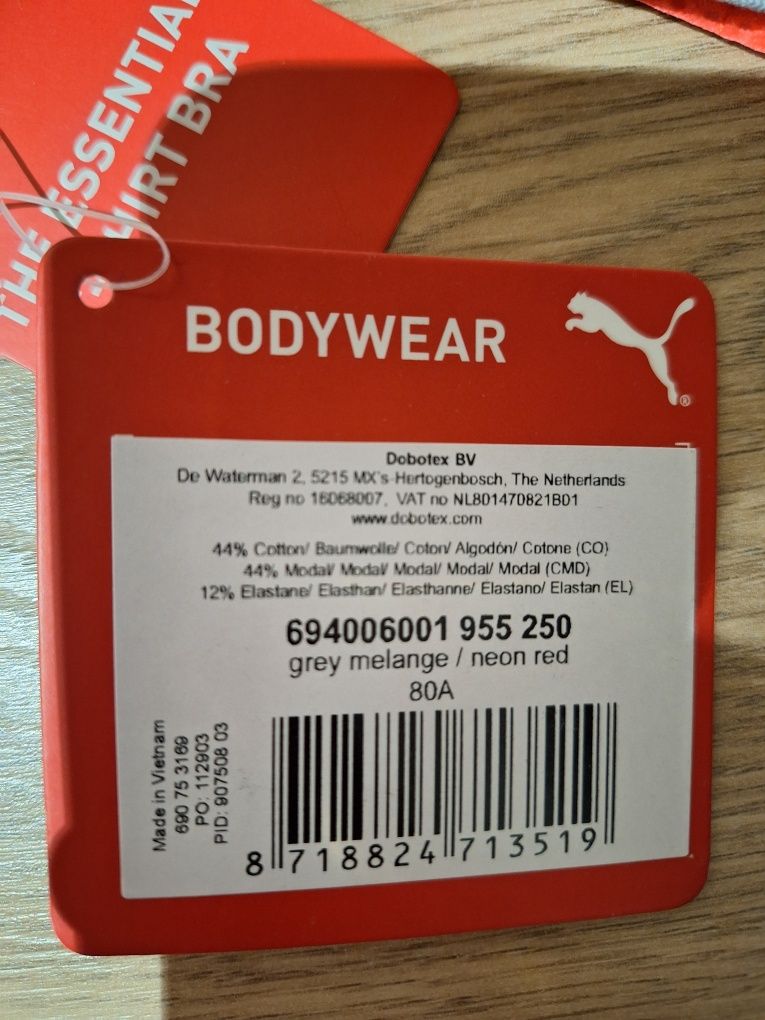 THE ESSENTIAL
SHIRT BRA
BODYWEAR
®
Dobotex BV
De Waterman 2, 5215 MX's-Hertogenbosch, The Netherlands
Reg no 16068007, VAT no NL801470821B01
www.dobotex.com
44% Cotton/ Baumwolle/ Coton/ Algodón/ Cotone (CO)
44% Modal/ Modal/ Modal/ Modal/ Modal (CMD)
12% Elastane/ Elasthan/ Elasthanne/ Elastano/ Elastan (EL)
694006001 955 250
grey melange / neon red
80A
Made in Vietnam
690 75 3169
PO: 112903
PID: 907508 03
8 718824 713519